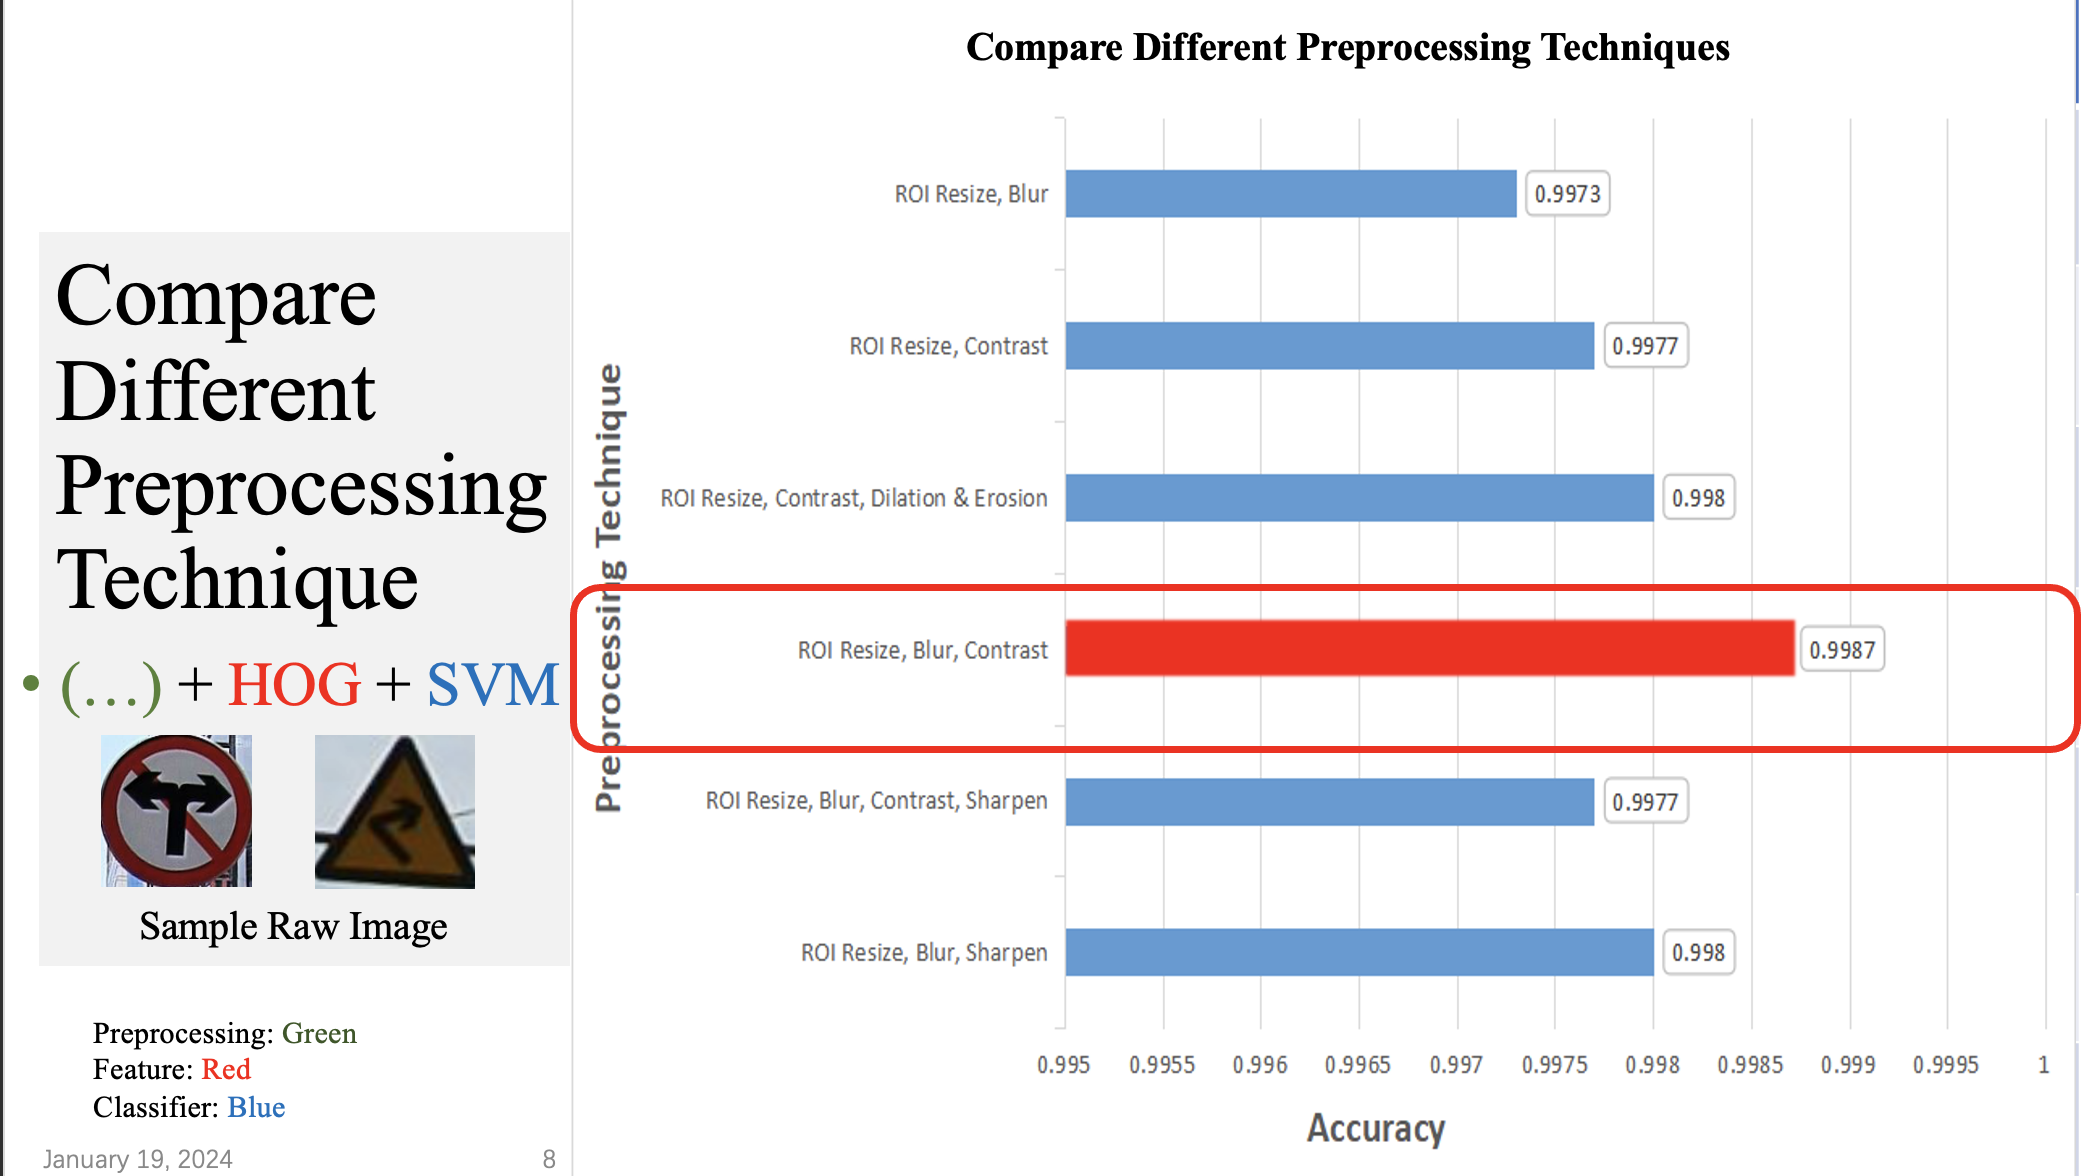 Compare
Different
Preprocessing
Technique
• (…) + HOG + SVM
Sample Raw Image
Preprocessing: Green
Feature: Red
Classifier: Blue
January 19, 2024
8
Compare Different Preprocessing Techniques
Preprocessing Technique
ROI Resize, Blur
0.9973
ROI Resize, Contrast
0.9977
ROI Resize, Contrast, Dilation & Erosion
0.998
ROI Resize, Blur, Contrast
0.9987
ROI Resize, Blur, Contrast, Sharpen
0.9977
ROI Resize, Blur, Sharpen
0.998
0.995 0.9955 0.996 0.9965 0.997 0.9975 0.998 0.9985 0.999 0.9995 1
Accuracy